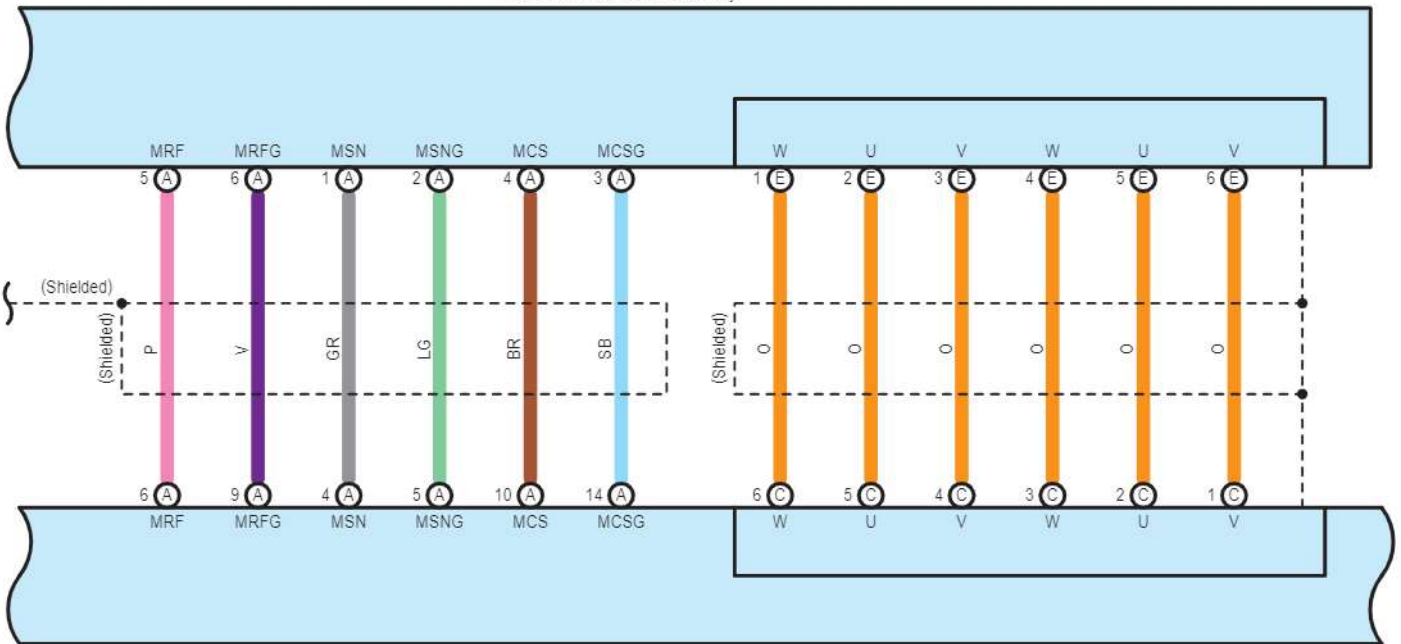 MRF MRFG MSN MSNG MCS MCSG W U V W U V
5 A 6 A 1 A 2 A 4 A 3 A 1 E 2 E 3 E 4 E 5 E 6 E
(Shielded)
(Shielded) P V GR LG BR SB (Shielded) O O O O O O
6 A 9 A 4 A 5 A 10 A 14 A 6 C 5 C 4 C 3 C 2 C 1 C
MRF MRFG MSN MSNG MCS MCSG W U V W U V